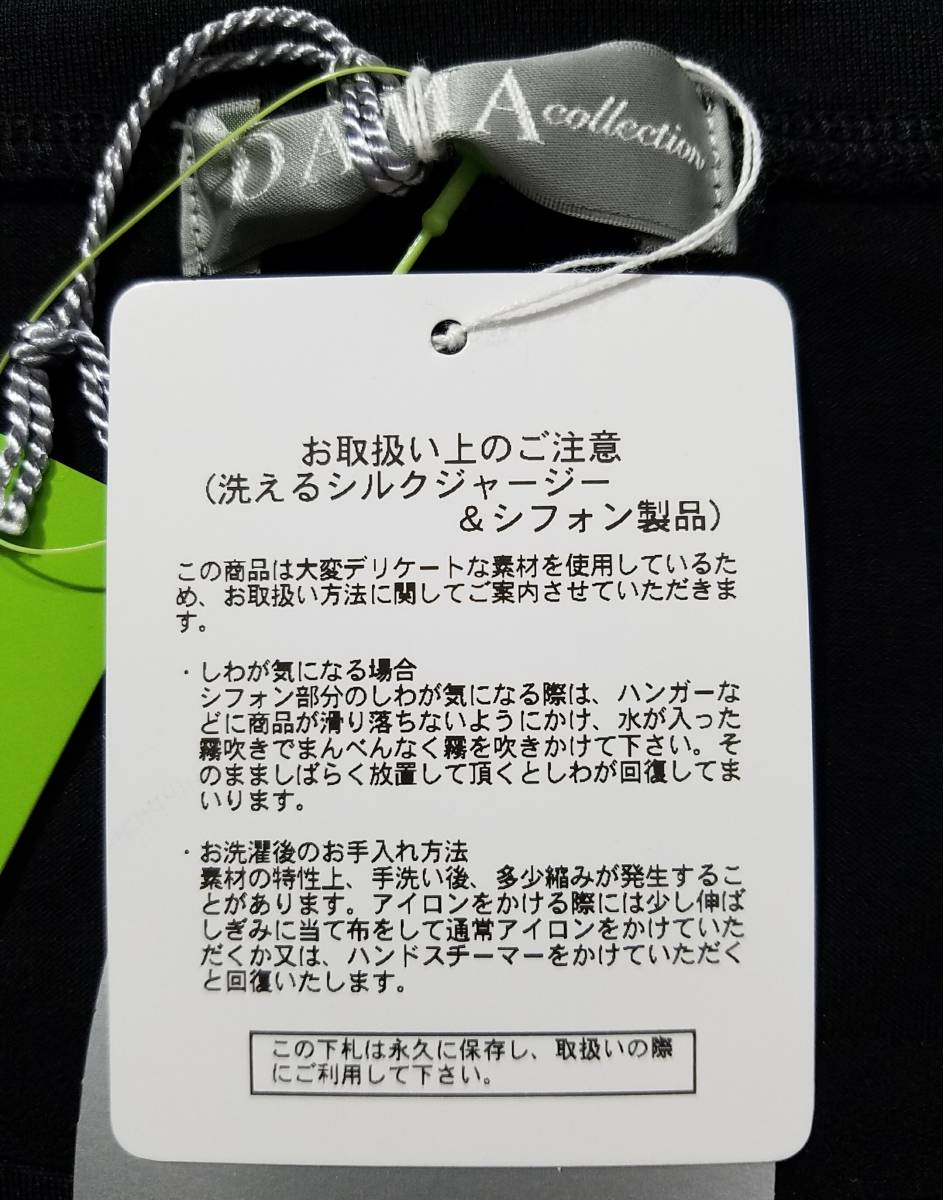 DAMA collection
お取扱い上のご注意
（洗えるシルクジャージー
＆シフォン製品）
この商品は大変デリケートな素材を使用しているた
め、お取扱い方法に関してご案内させていただきま
す。
・しわが気になる場合
シフォン部分のしわが気になる際は、ハンガーな
どに商品が滑り落ちないようにかけ、水が入った
霧吹きでまんべんなく霧を吹きかけて下さい。そ
のまましばらく放置して頂くとしわが回復してま
いります。
・お洗濯後のお手入れ方法
素材の特性上、手洗い後、多少縮みが発生するこ
とがあります。アイロンをかける際には少し伸ば
しぎみに当て布をして通常アイロンをかけていた
だくか又は、ハンドスチーマーをかけていただく
と回復いたします。
この下札は永久に保存し、取扱いの際
にご利用して下さい。